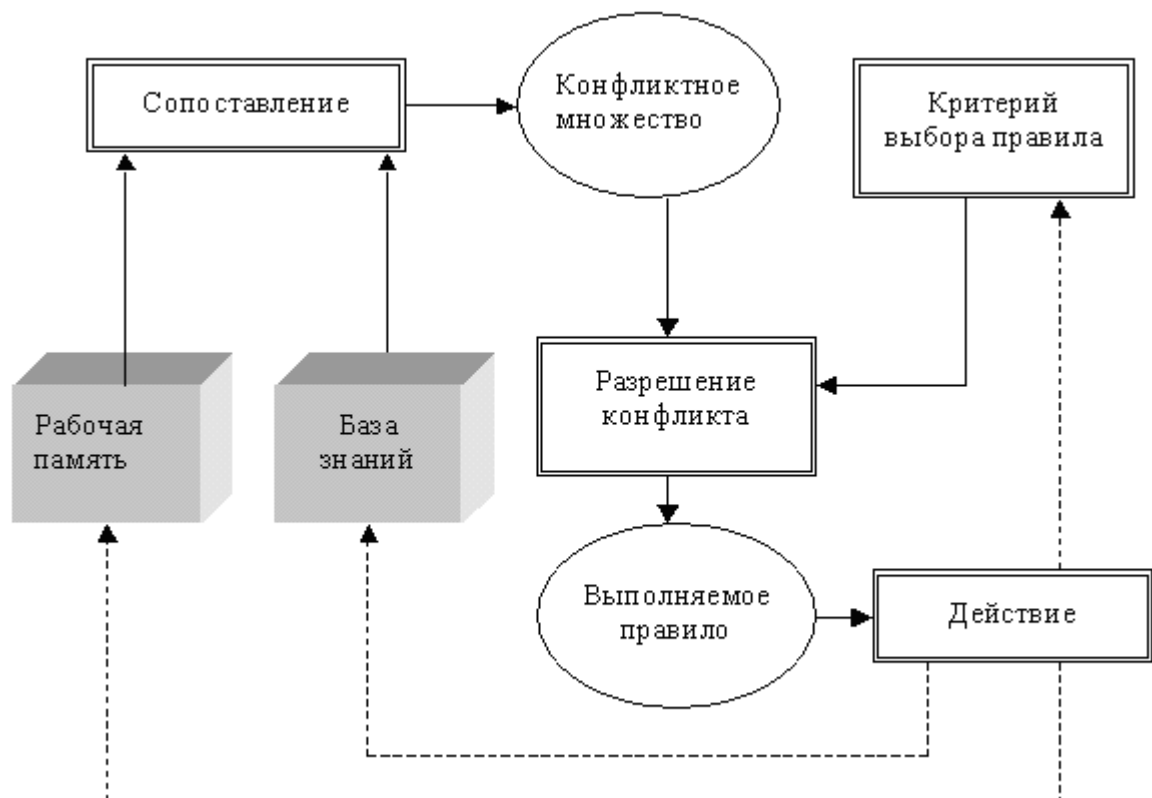 Сопоставление
Конфликтное
множество
Критерий
выбора правила
Рабочая
память
База
знаний
Разрешение
конфликта
Выполняемое
правило
Действие